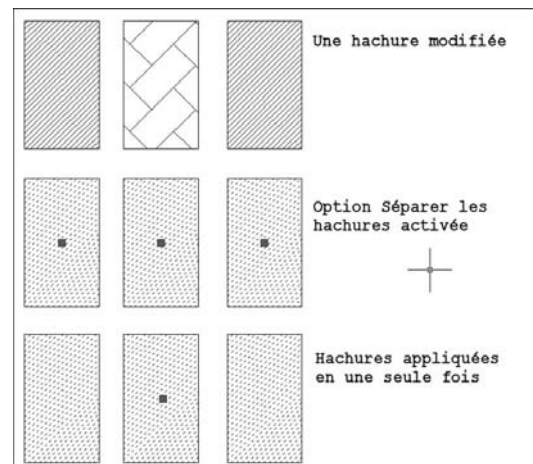 Une hachure modifiée
Option Séparer les
hachures activée
Hachures appliquées
en une seule fois